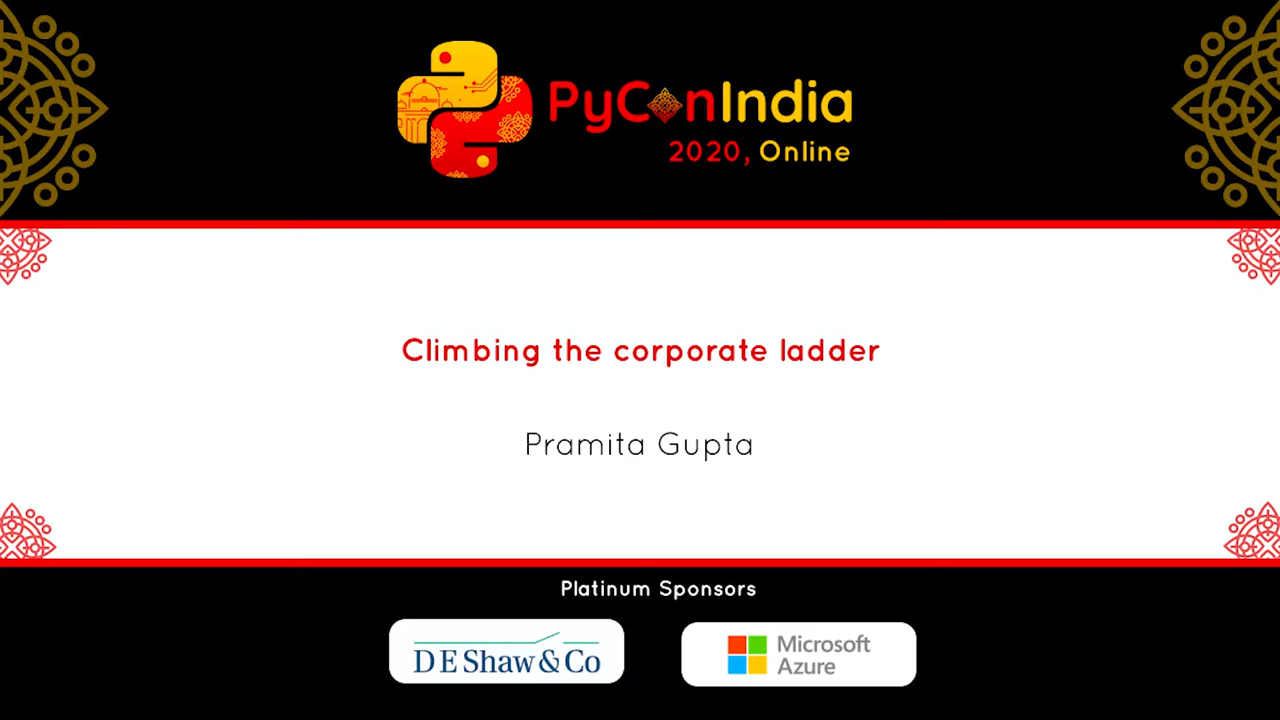 PyConIndia
2020, Online
Climbing the corporate ladder
Pramita Gupta
Platinum Sponsors
D E Shaw & Co
Microsoft
Azure